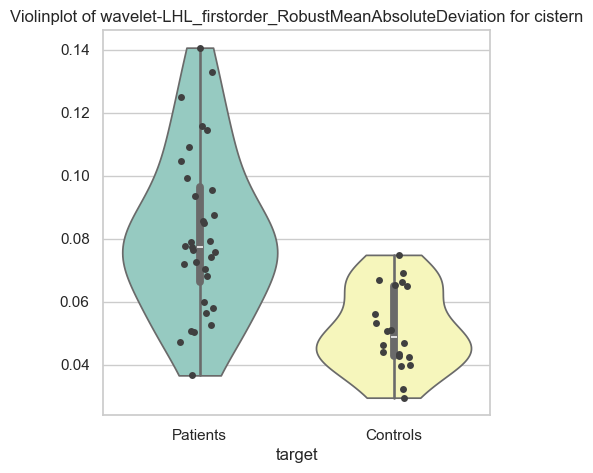 Violinplot of wavelet-LHL_firstorder_RobustMeanAbsoluteDeviation for cistern
0.14
0.12
0.10
0.08
0.06
0.04
Patients Controls
target